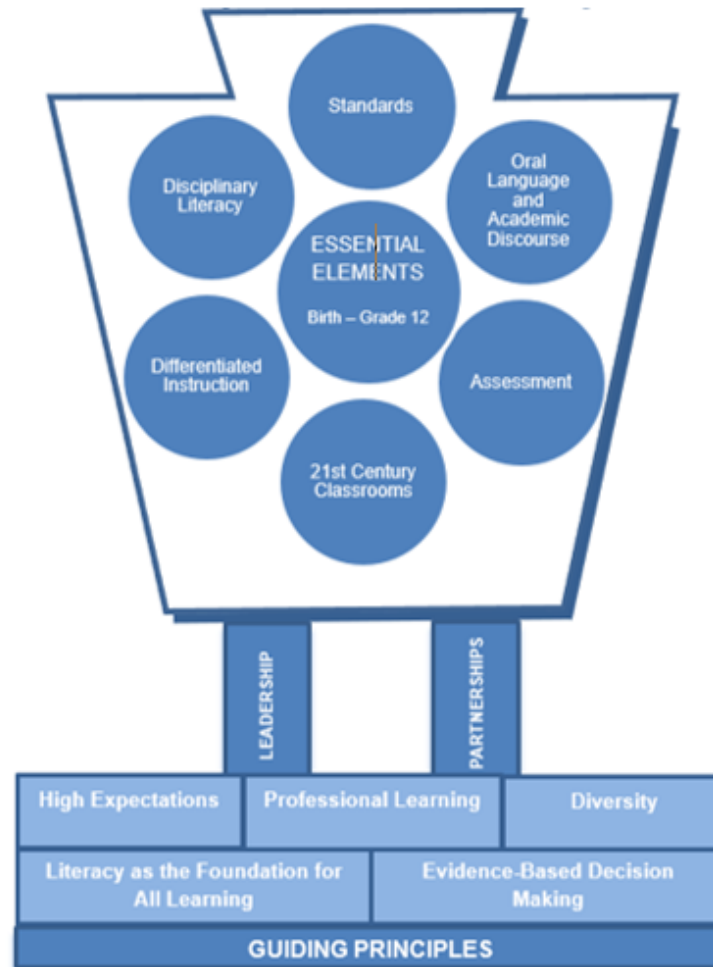 Standards
Disciplinary
Literacy
Oral
Language
and
Academic
Discourse
ESSENTIAL
ELEMENTS
Birth – Grade 12
Differentiated
Instruction
Assessment
21st Century
Classrooms
LEADERSHIP
PARTNERSHIPS
High Expectations
Professional Learning
Diversity
Literacy as the Foundation for
All Learning
Evidence-Based Decision
Making
GUIDING PRINCIPLES